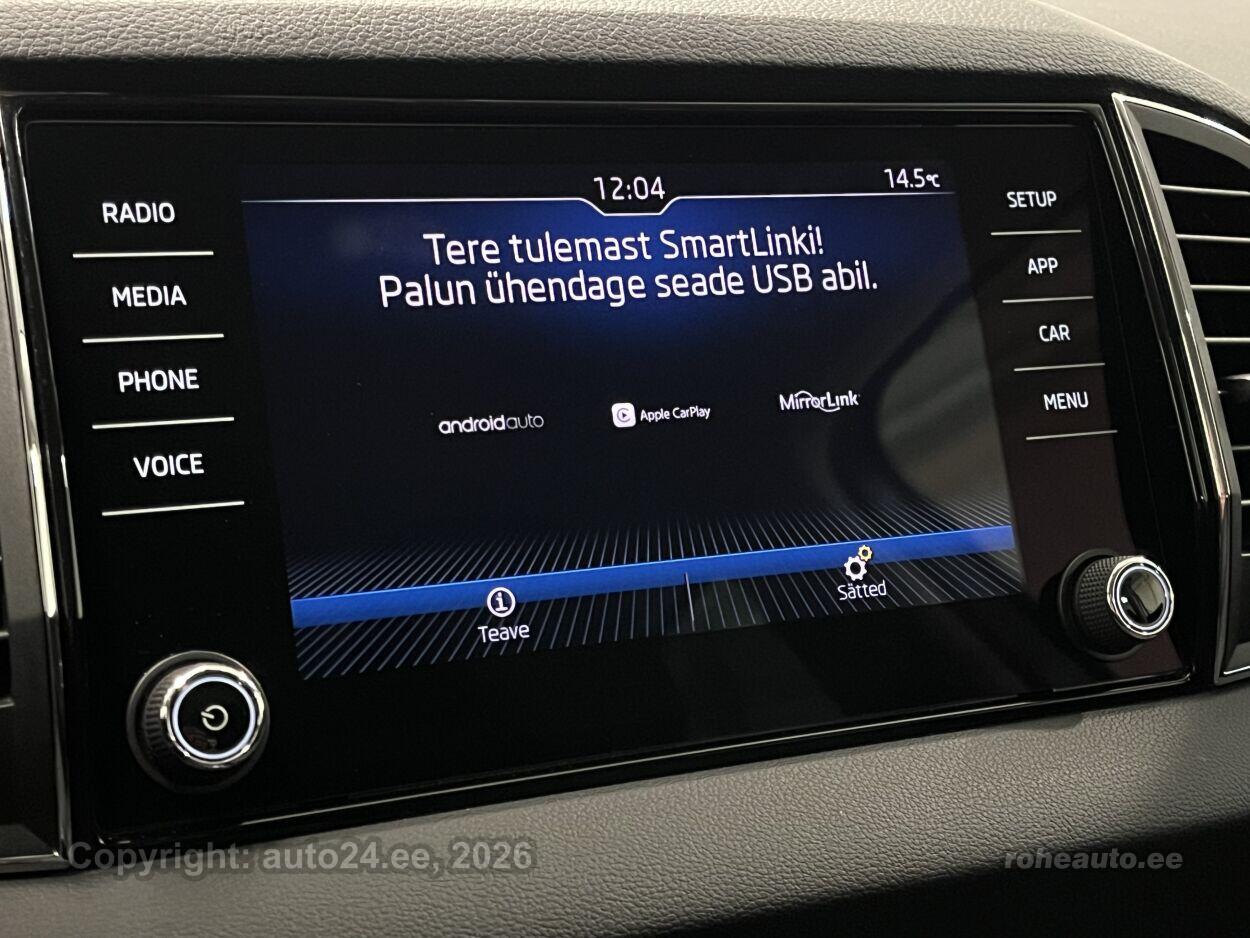 12:04
14.5°C
RADIO
MEDIA
PHONE
VOICE
Tere tulemast SmartLinki!
Palun ühendage seade USB abil.
androidauto
Apple CarPlay
MirrorLink
Teave
Sätted
SETUP
APP
CAR
MENU
Copyright: auto24.ee, 2026
roheauto.ee